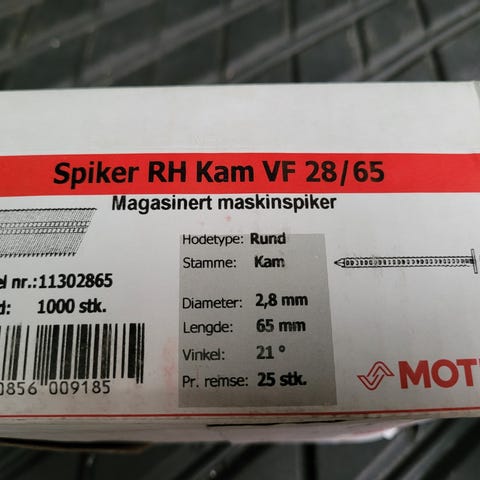 Spiker RH Kam VF 28/65
Magasinert maskinspiker
Hodetype: Rund
Stamme: Kam
Diameter: 2,8 mm
Lengde: 65 mm
Vinkel: 21 °
Pr. remse: 25 stk.
nr.:11302865
1000 stk.
0856 009185
MOT